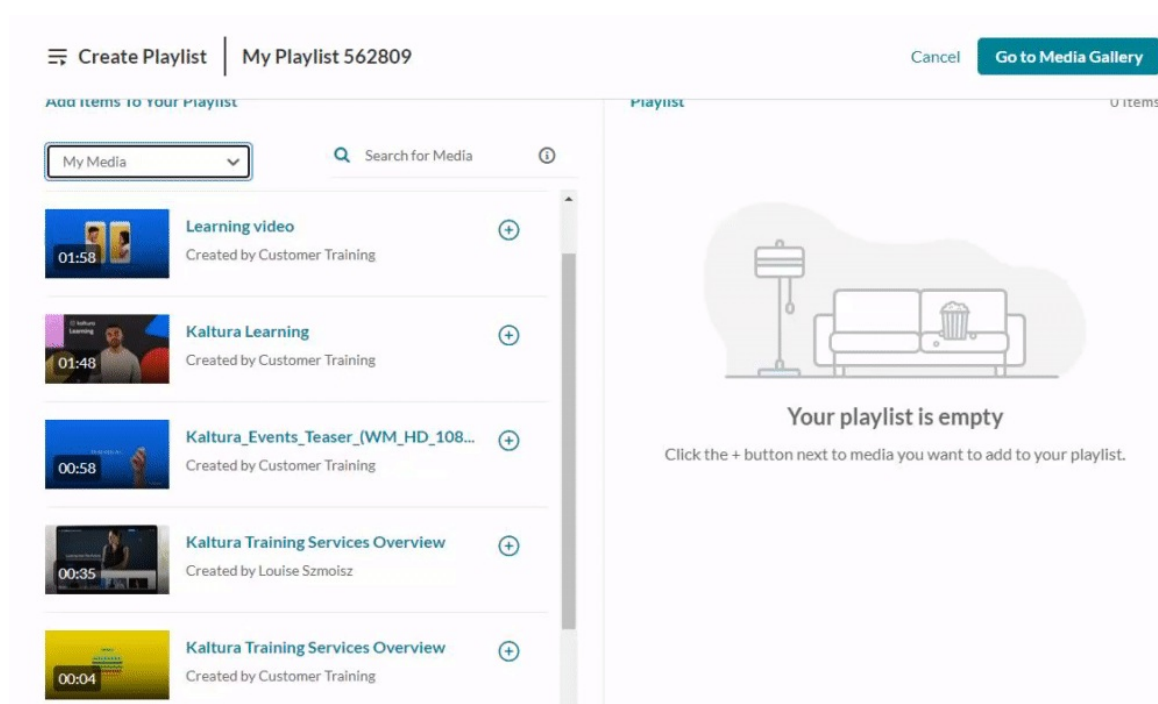 Create Playlist
My Playlist 562809
Cancel
Go to Media Gallery
Add Items To Your Playlist
Playlist
0 Items
My Media
Search for Media
01:58
Learning video
Created by Customer Training
Kaltura
Learning
01:48
Kaltura Learning
Created by Customer Training
00:58
Kaltura_Events_Teaser_(WM_HD_108...
Created by Customer Training
00:35
Kaltura Training Services Overview
Created by Louise Szmoisz
00:04
Kaltura Training Services Overview
Created by Customer Training
Your playlist is empty
Click the + button next to media you want to add to your playlist.